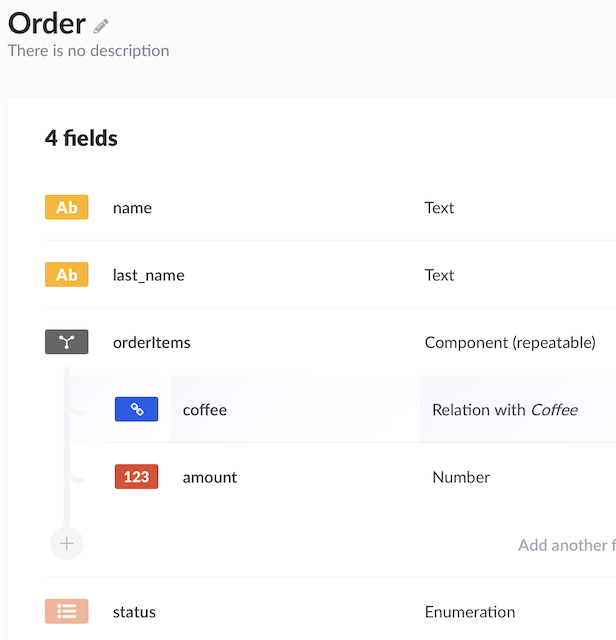 Order
There is no description
4 fields
Ab name Text
Ab last_name Text
orderItems Component (repeatable)
coffee Relation with Coffee
123 amount Number
Add another f
status Enumeration